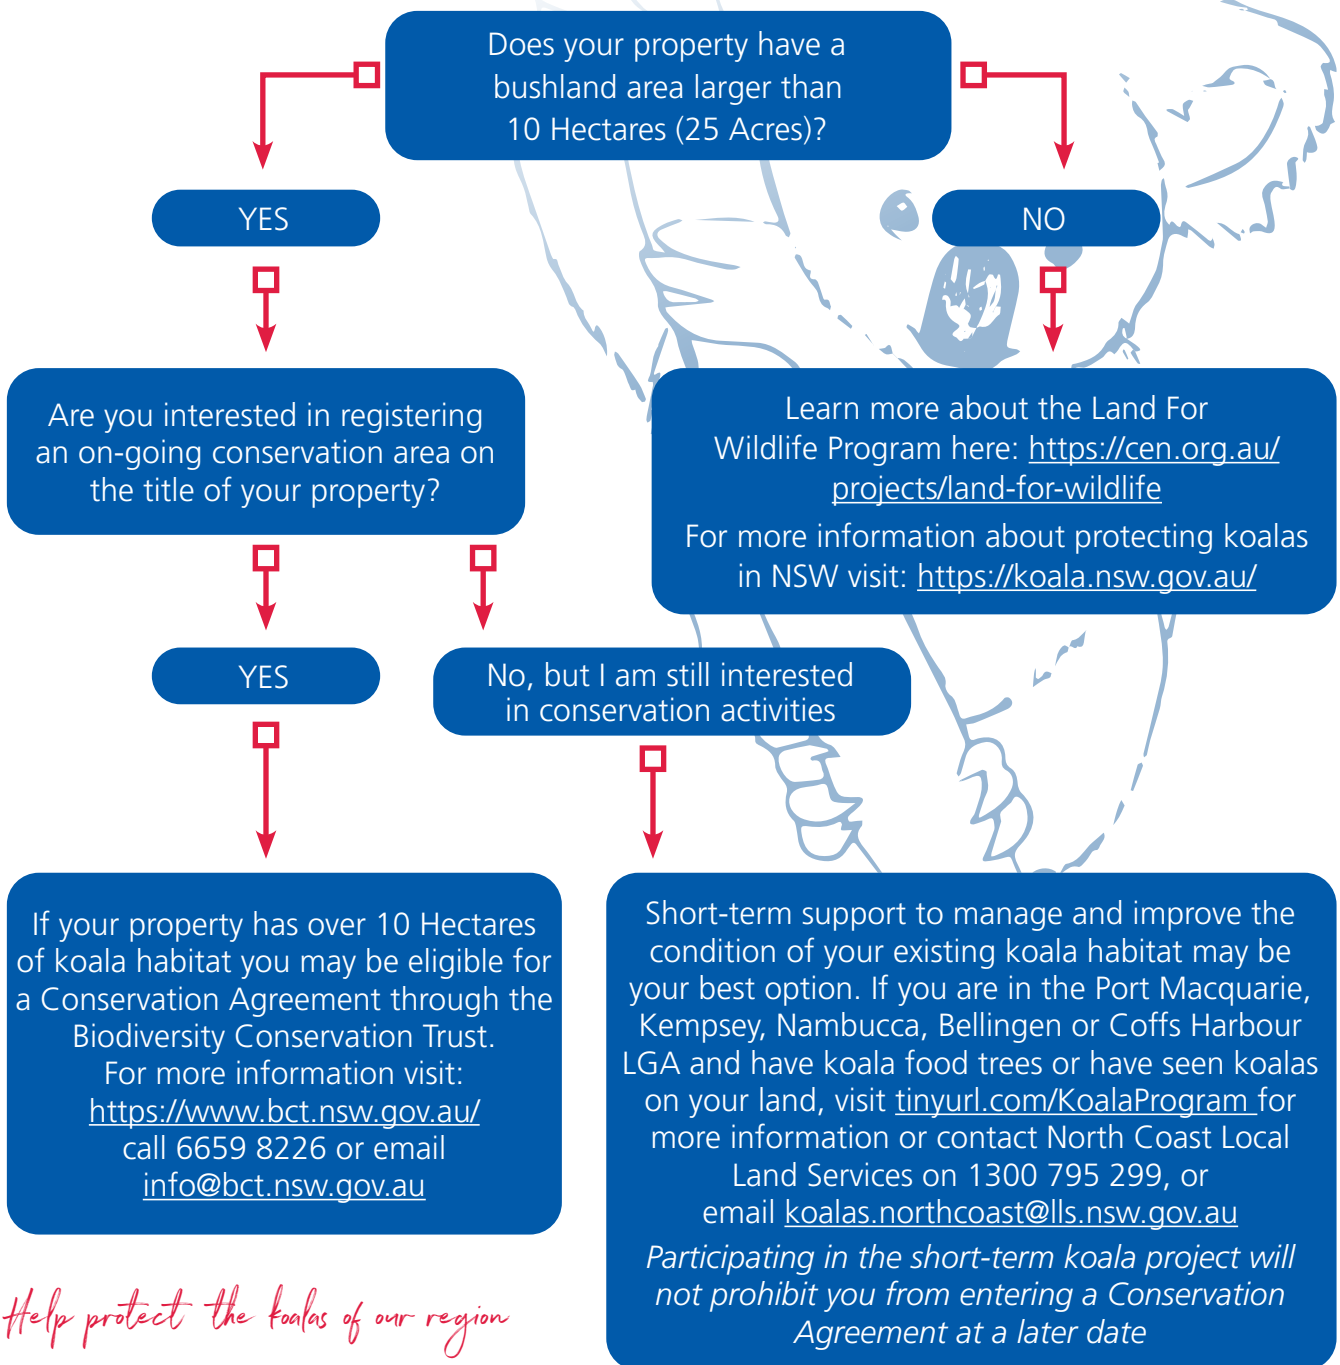 Does your property have a
bushland area larger than
10 Hectares (25 Acres)?
YES
NO
Are you interested in registering
an on-going conservation area on
the title of your property?
Learn more about the Land For
Wildlife Program here: https://cen.org.au/
projects/land-for-wildlife
For more information about protecting koalas
in NSW visit: https://koala.nsw.gov.au/
YES
No, but I am still interested
in conservation activities
If your property has over 10 Hectares
of koala habitat you may be eligible for
a Conservation Agreement through the
Biodiversity Conservation Trust.
For more information visit:
https://www.bct.nsw.gov.au/
call 6659 8226 or email
info@bct.nsw.gov.au
Short-term support to manage and improve the
condition of your existing koala habitat may be
your best option. If you are in the Port Macquarie,
Kempsey, Nambucca, Bellingen or Coffs Harbour
LGA and have koala food trees or have seen koalas
on your land, visit tinyurl.com/KoalaProgram for
more information or contact North Coast Local
Land Services on 1300 795 299, or
email koalas.northcoast@lls.nsw.gov.au
Participating in the short-term koala project will
not prohibit you from entering a Conservation
Agreement at a later date
Help protect the koalas of our region